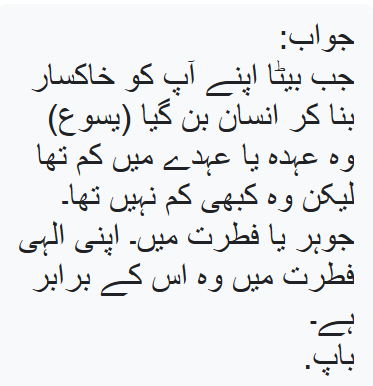 جواب:
جب بیٹا اپنے آپ کو خاکسار
بنا کر انسان بن گیا (یسوع)
وہ عہدہ یا عہدے میں کم تھا
لیکن وہ کبھی کم نہیں تھا۔
جوہر یا فطرت میں۔ اپنی الہی
فطرت میں وہ اس کے برابر
ہے۔
باپ.